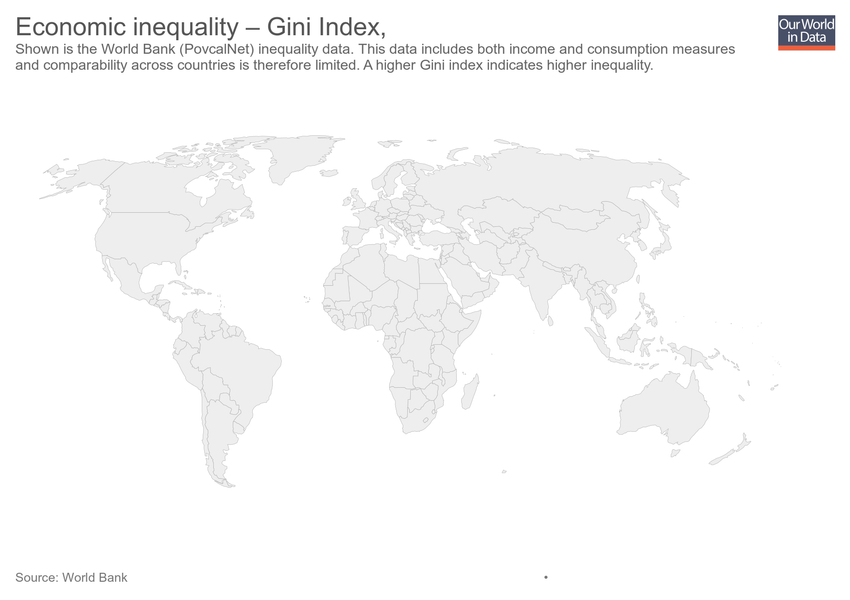 Economic inequality – Gini Index,
Our World
in Data
Shown is the World Bank (PovcalNet) inequality data. This data includes both income and consumption measures
and comparability across countries is therefore limited. A higher Gini index indicates higher inequality.
Source: World Bank
•